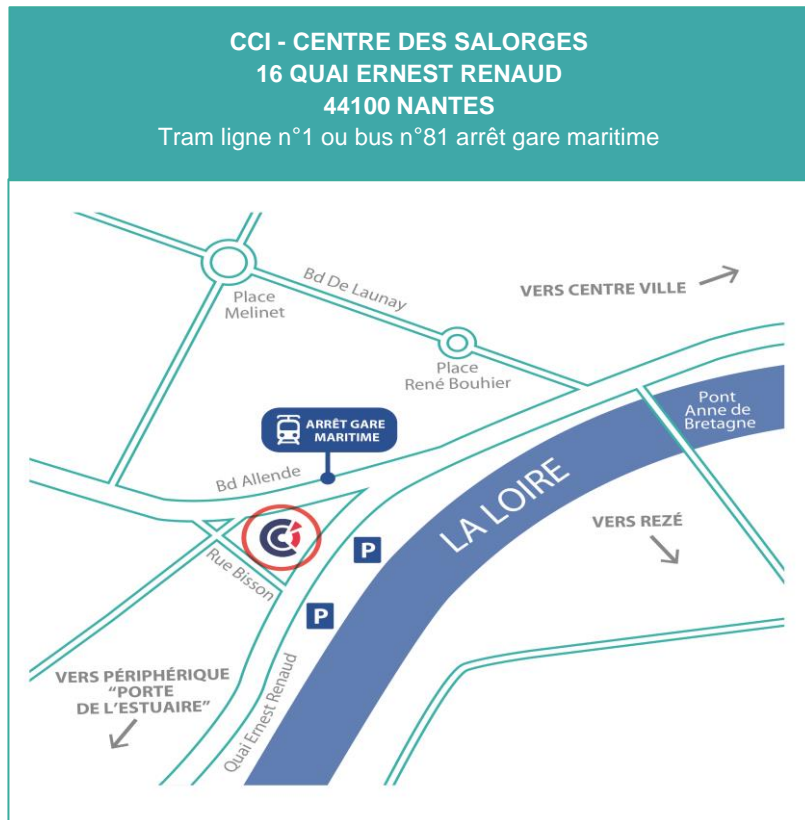 CCI - CENTRE DES SALORGES
16 QUAI ERNEST RENAUD
44100 NANTES
Tram ligne n°1 ou bus n°81 arrêt gare maritime
Place
Melinet
Bd De Launay
VERS CENTRE VILLE
Place
René Bouhier
Pont
Anne de
Bretagne
ARRÊT GARE
MARITIME
Bd Allende
LA LOIRE
VERS REZÉ
Rue Bisson
P
P
VERS PÉRIPHÉRIQUE
“PORTE
DE L’ESTUAIRE”
Quai Ernest Renaud